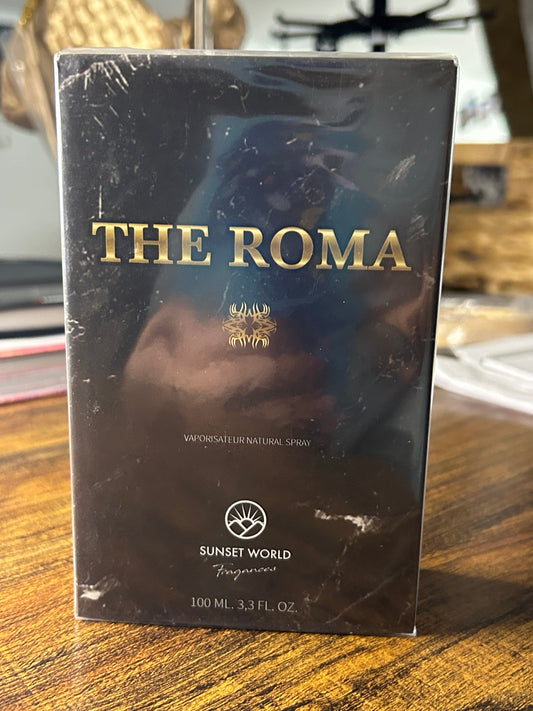 THE ROMA
VAPORISATEUR NATURAL SPRAY
SUNSET WORLD
Fragances
100 ML. 3,3 FL. OZ.